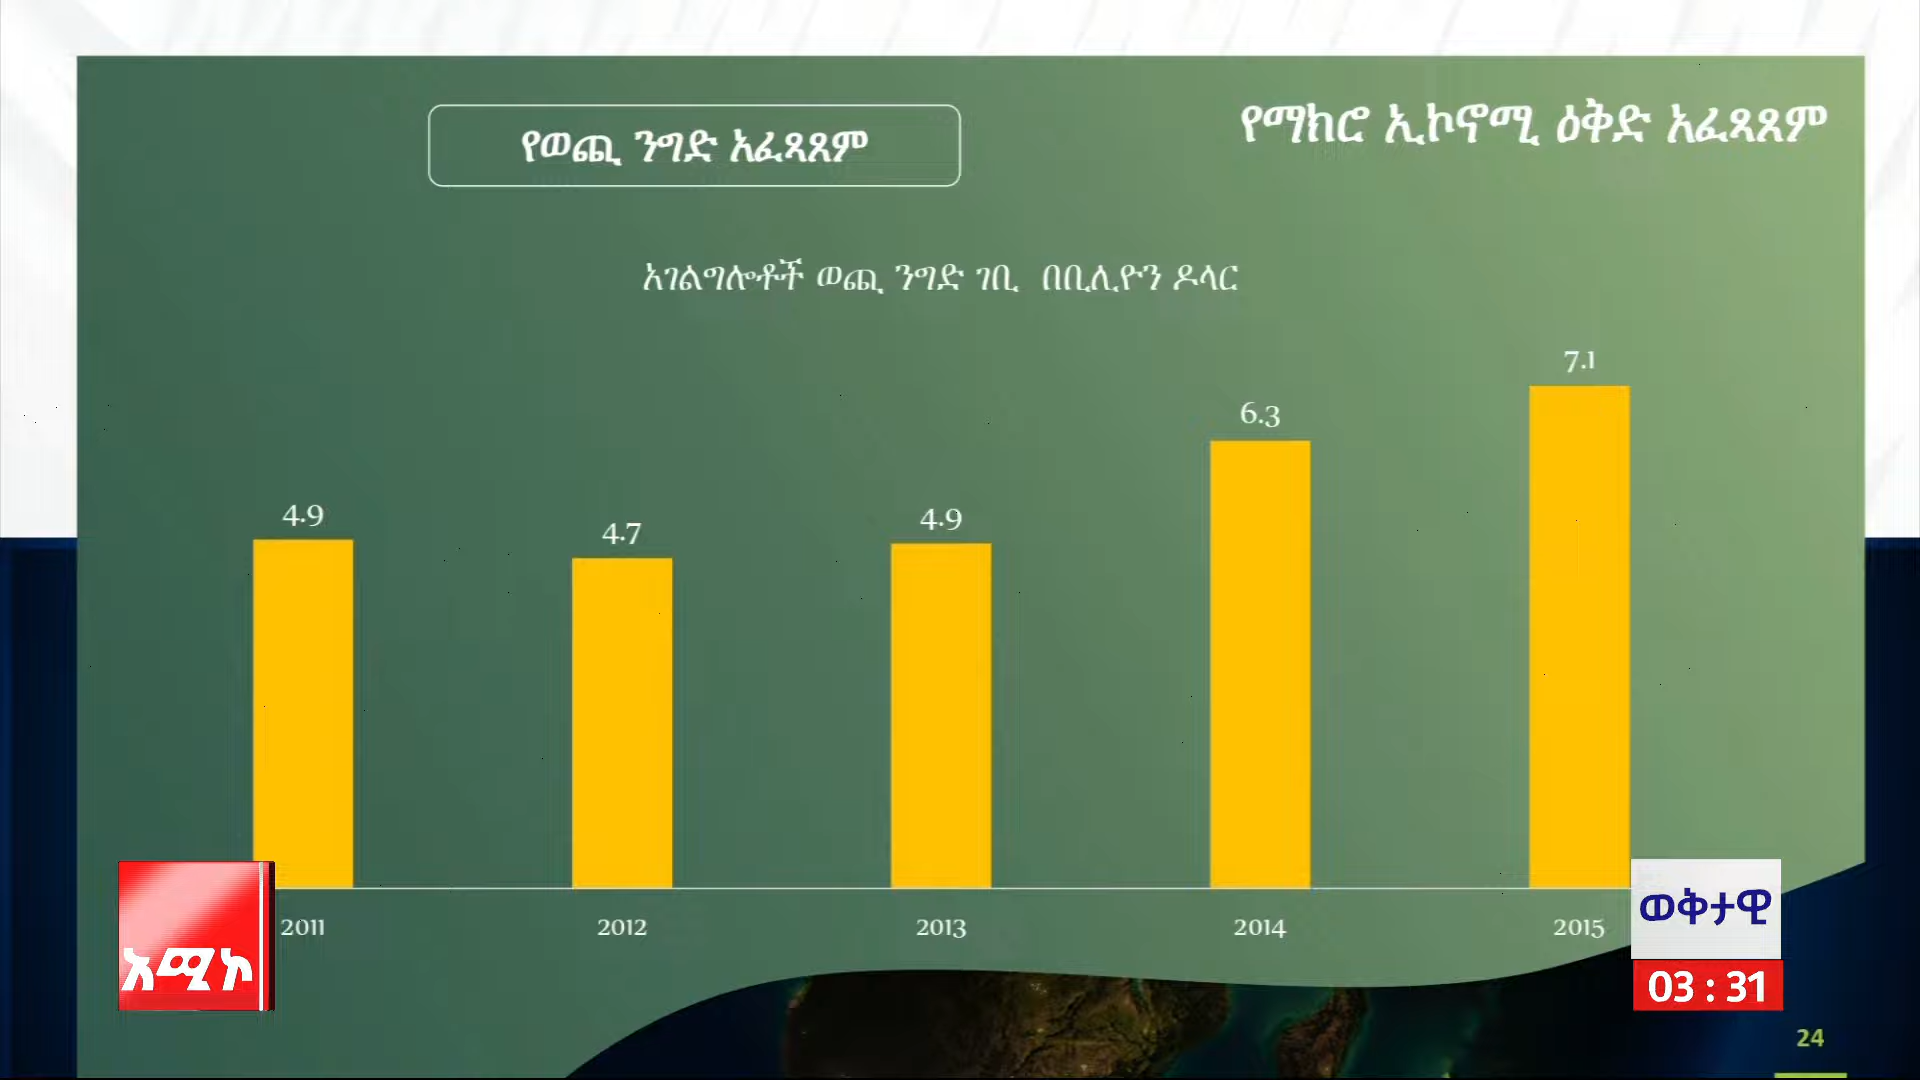 የማክሮ ኢኮኖሚ ዕቅድ አፈጻጸም
የወጪ ንግድ አፈጻጸም
አገልግሎቶች ወጪ ንግድ ገቢ በቢሊዮን ዶላር
4.9
4.7
4.9
6.3
7.1
2011
2012
2013
2014
2015
አሚኮ
ወቅታዊ
03 : 31
24